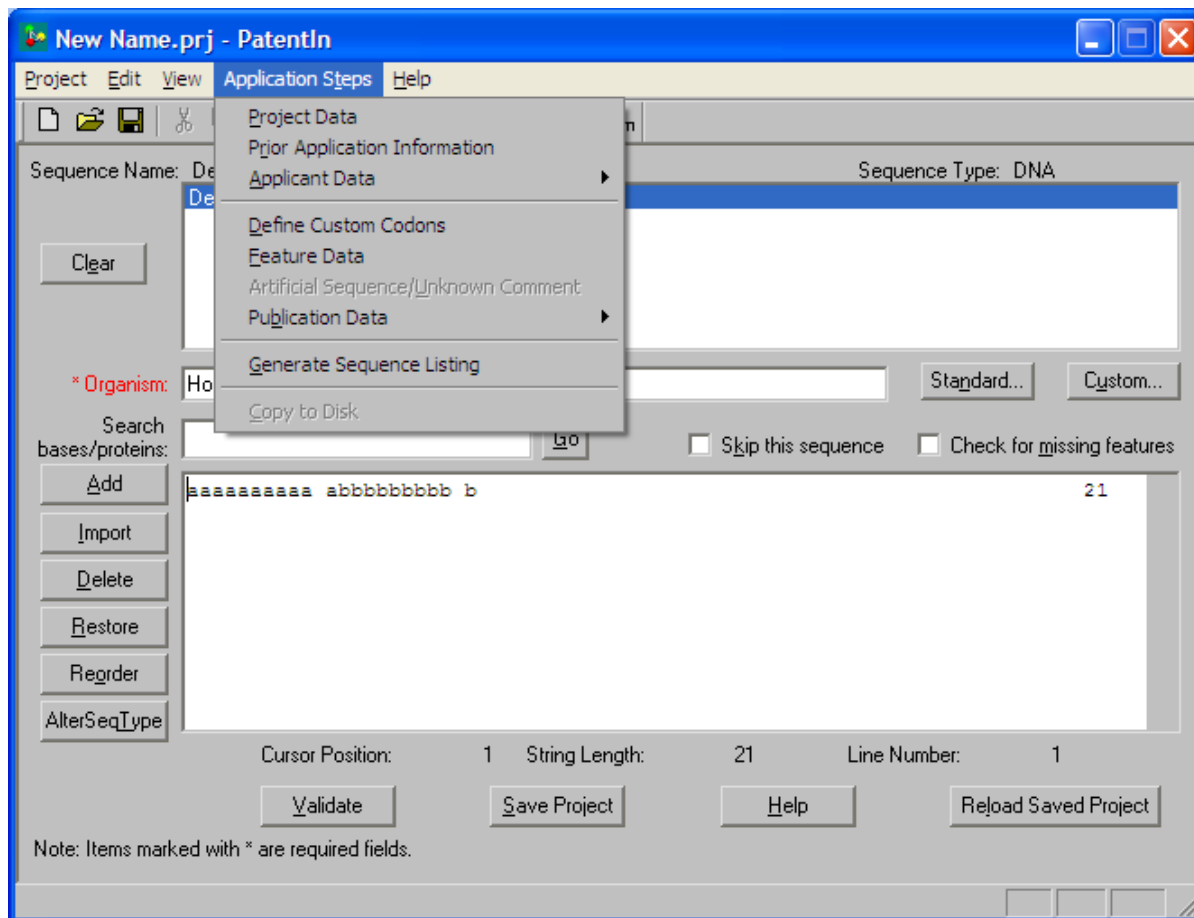 New Name.prj - PatentIn
Project Edit View Application Steps Help
Project Data
Prior Application Information
Applicant Data
Define Custom Codons
Feature Data
Artificial Sequence/Unknown Comment
Publication Data
Generate Sequence Listing
Copy to Disk
Sequence Name: Sequence Type: DNA
Clear
* Organism: Standard... Custom...
Search
bases/proteins: Go Skip this sequence Check for missing features
Add
aaaaaaaaaa abbbbbbbbb b 21
Import
Delete
Restore
Reorder
AlterSeqType
Cursor Position: 1 String Length: 21 Line Number: 1
Validate Save Project Help Reload Saved Project
Note: Items marked with * are required fields.